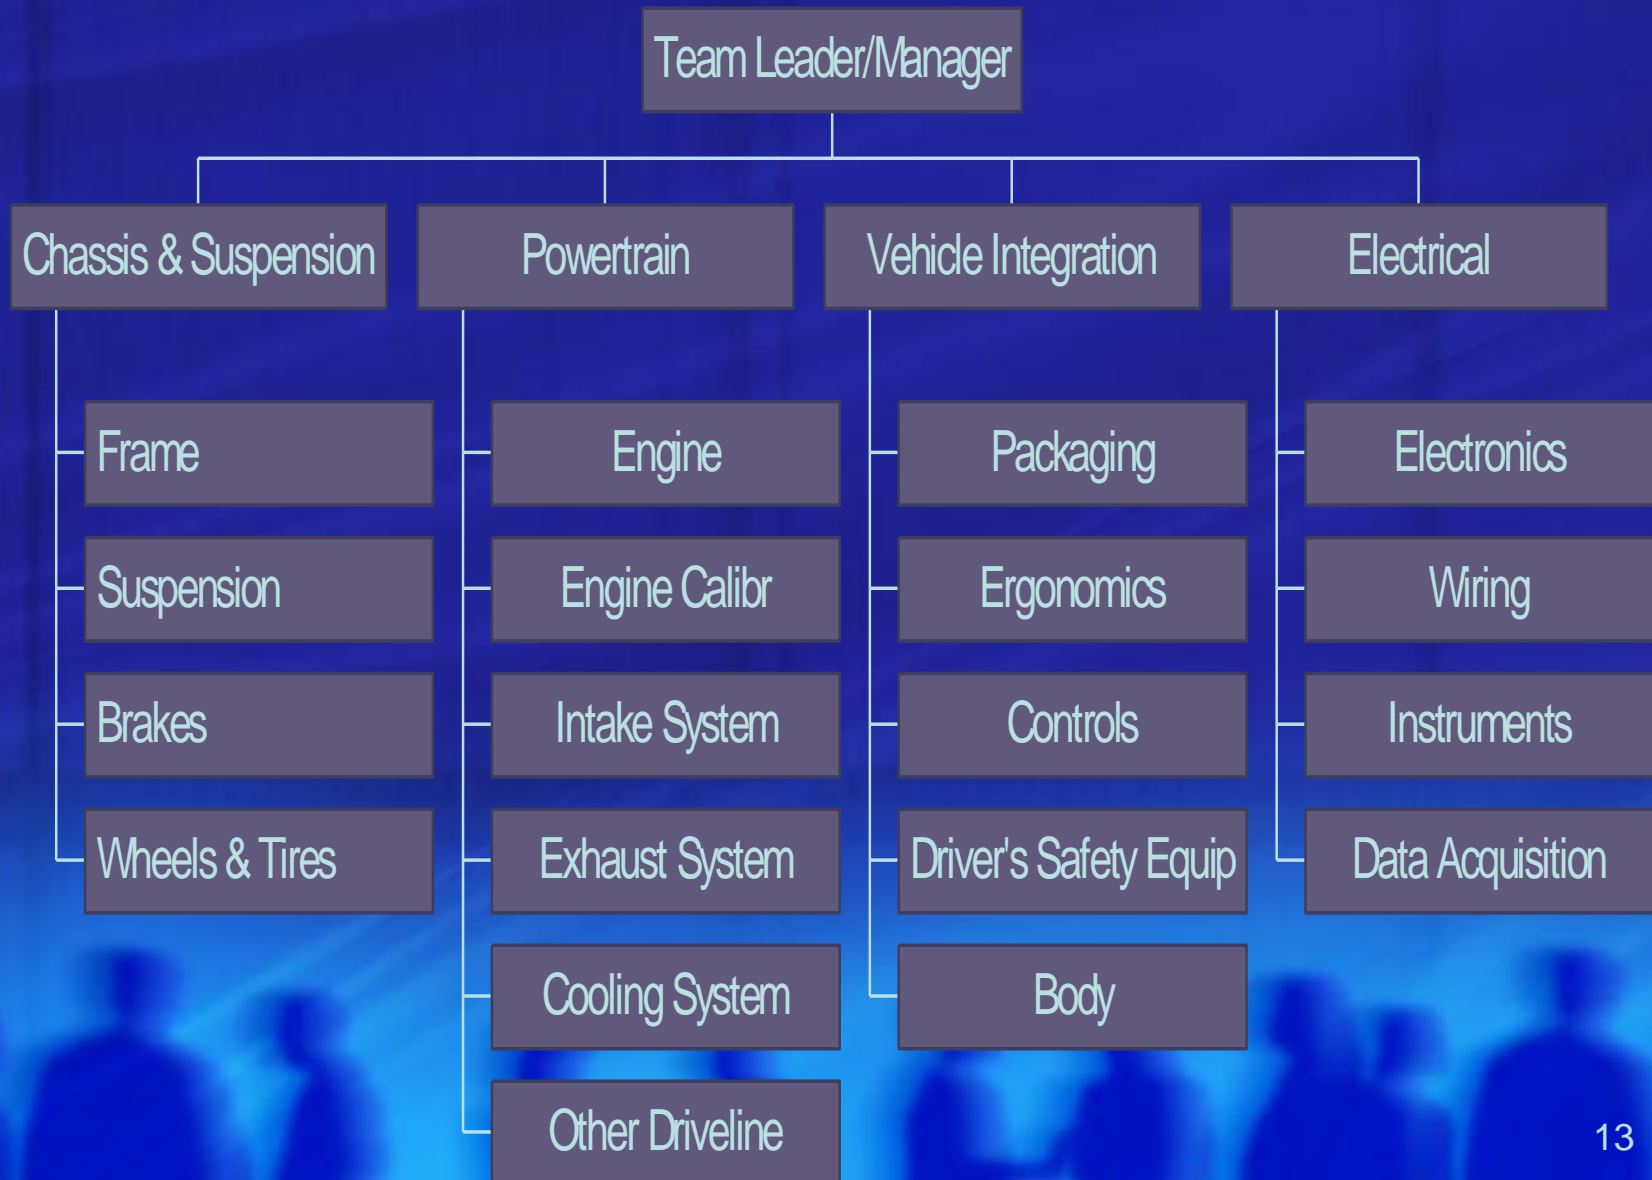 Team Leader/Manager
Chassis & Suspension
Powertrain
Vehicle Integration
Electrical
Frame
Engine
Packaging
Electronics
Suspension
Engine Calibr
Ergonomics
Wiring
Brakes
Intake System
Controls
Instruments
Wheels & Tires
Exhaust System
Driver's Safety Equip
Data Acquisition
Cooling System
Body
Other Driveline
13